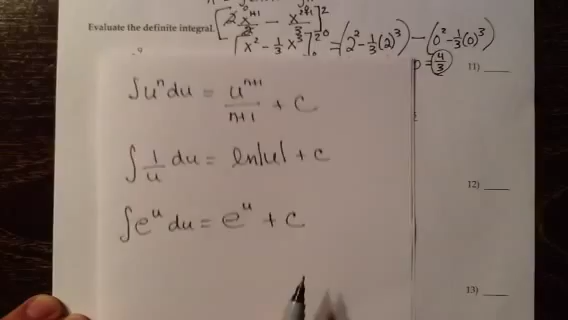 Evaluate the definite integral. [2x^(1+1)/2 - x^(2+1)/3]^2_0
[x^2 - 1/3 x^3]^2_0 = (2^2 - 1/3(2)^3) - (0^2 - 1/3(0)^3)
= 4/3
11) ____
∫u^n du = u^(n+1)/(n+1) + C
∫ 1/u du = ln|u| + C
12) ____
∫e^u du = e^u + C
13) ____